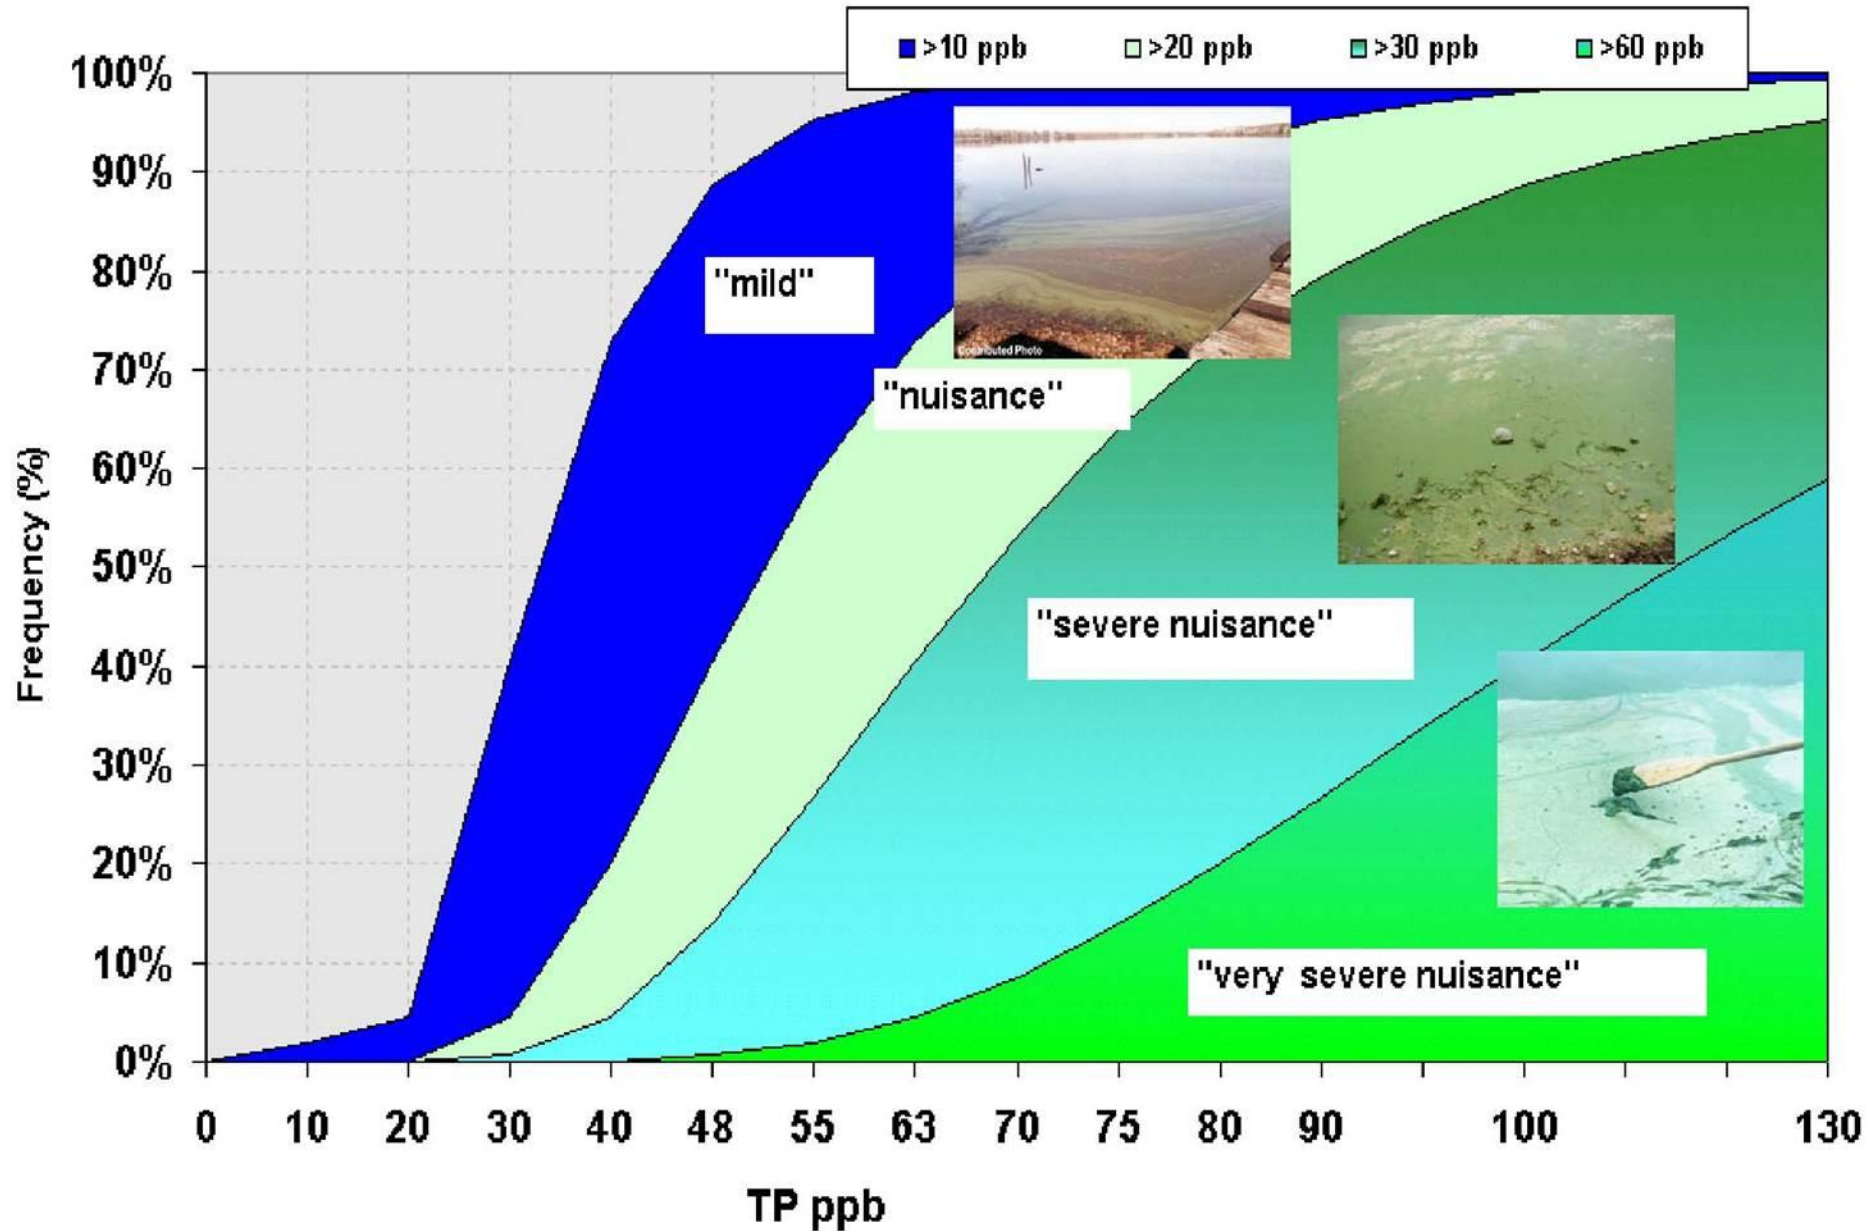 >10 ppb >20 ppb >30 ppb >60 ppb
100%
90%
80%
70%
60%
50%
40%
30%
20%
10%
0%
Frequency (%)
"mild"
"nuisance"
"severe nuisance"
"very severe nuisance"
Contributed Photo
0 10 20 30 40 48 55 63 70 75 80 90 100 130
TP ppb